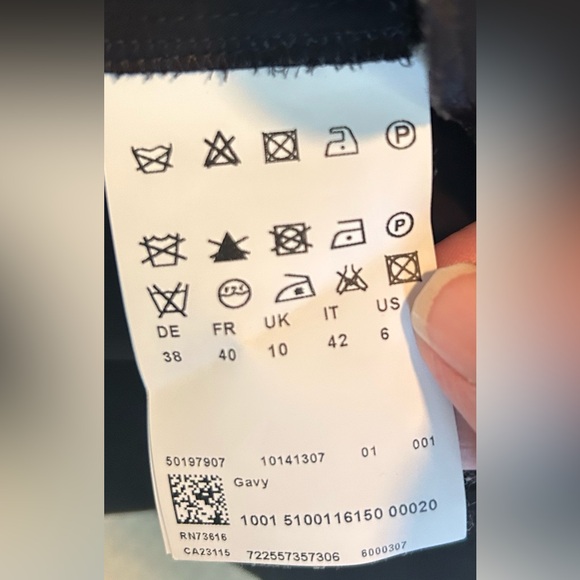 P
P
DE FR UK IT US
38 40 10 42 6
50197907 10141307 01 001
Gavy
1001 5100116150 00020
RN73616
CA23115 722557357306 6000307